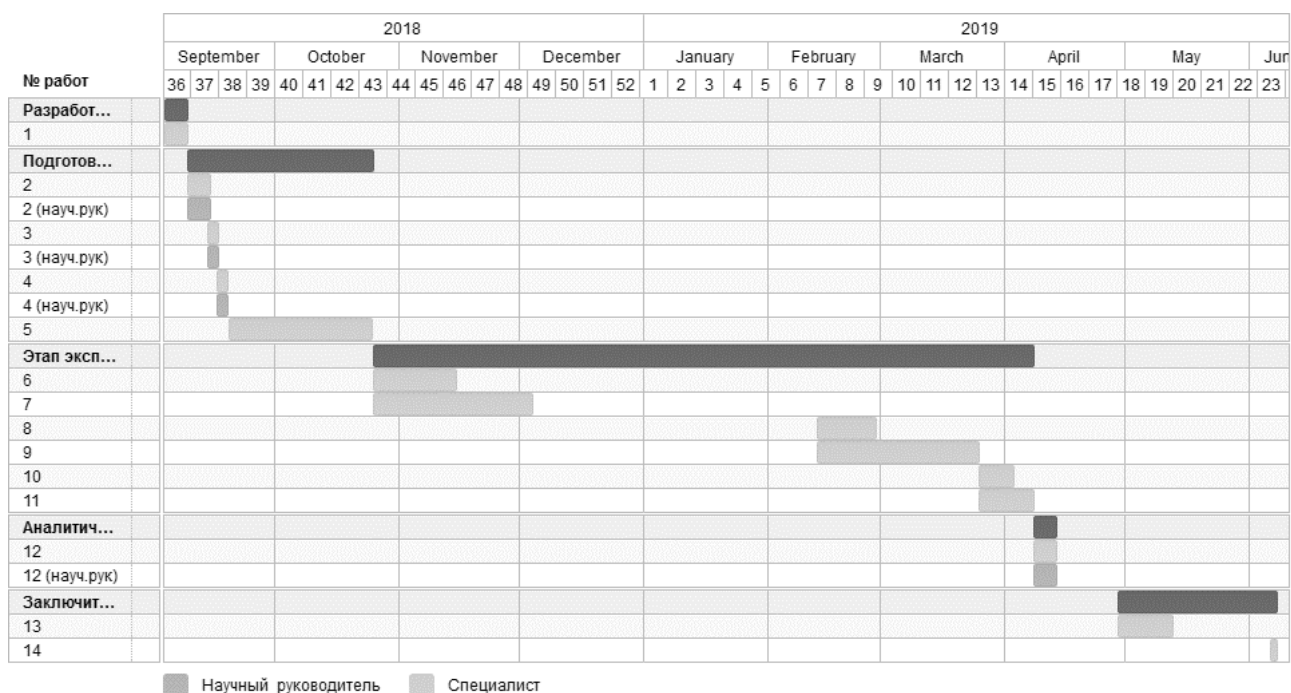 2018 2019
September October November December January February March April May Jur
№ работ
36 37 38 39 40 41 42 43 44 45 46 47 48 49 50 51 52 1 2 3 4 5 6 7 8 9 10 11 12 13 14 15 16 17 18 19 20 21 22 23
Разработ...
1
Подготов...
2
2 (науч.рук)
3
3 (науч.рук)
4
4 (науч.рук)
5
Этап эксп...
6
7
8
9
10
11
Аналитич...
12
12 (науч.рук)
Заключит...
13
14
Научный руководитель Специалист